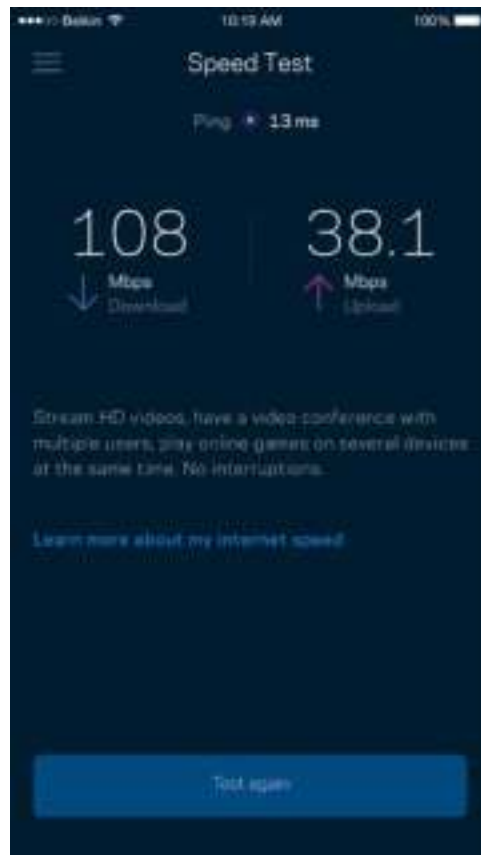 Belkin 10:19 AM 100%
Speed Test
Ping 13 ms
108 38.1
Mbps Mbps
Download Upload
Stream HD videos, have a video conference with
multiple users, play online games on several devices
at the same time. No interruptions.
Learn more about my internet speed
Test again